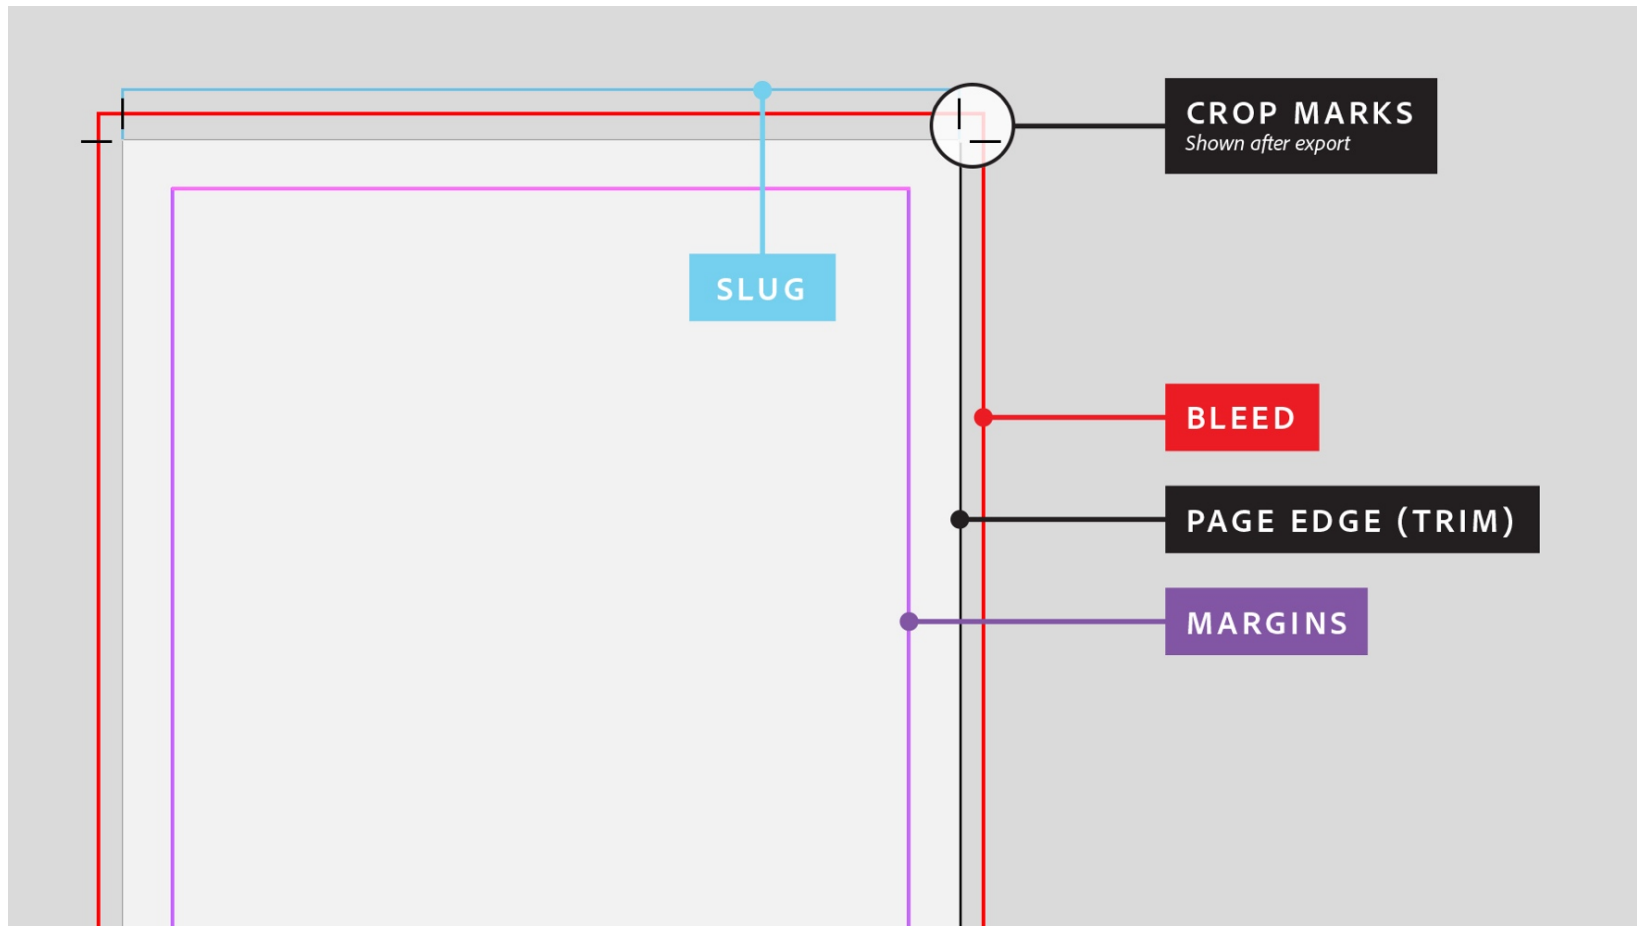 CROP MARKS
Shown after export
SLUG
BLEED
PAGE EDGE (TRIM)
MARGINS